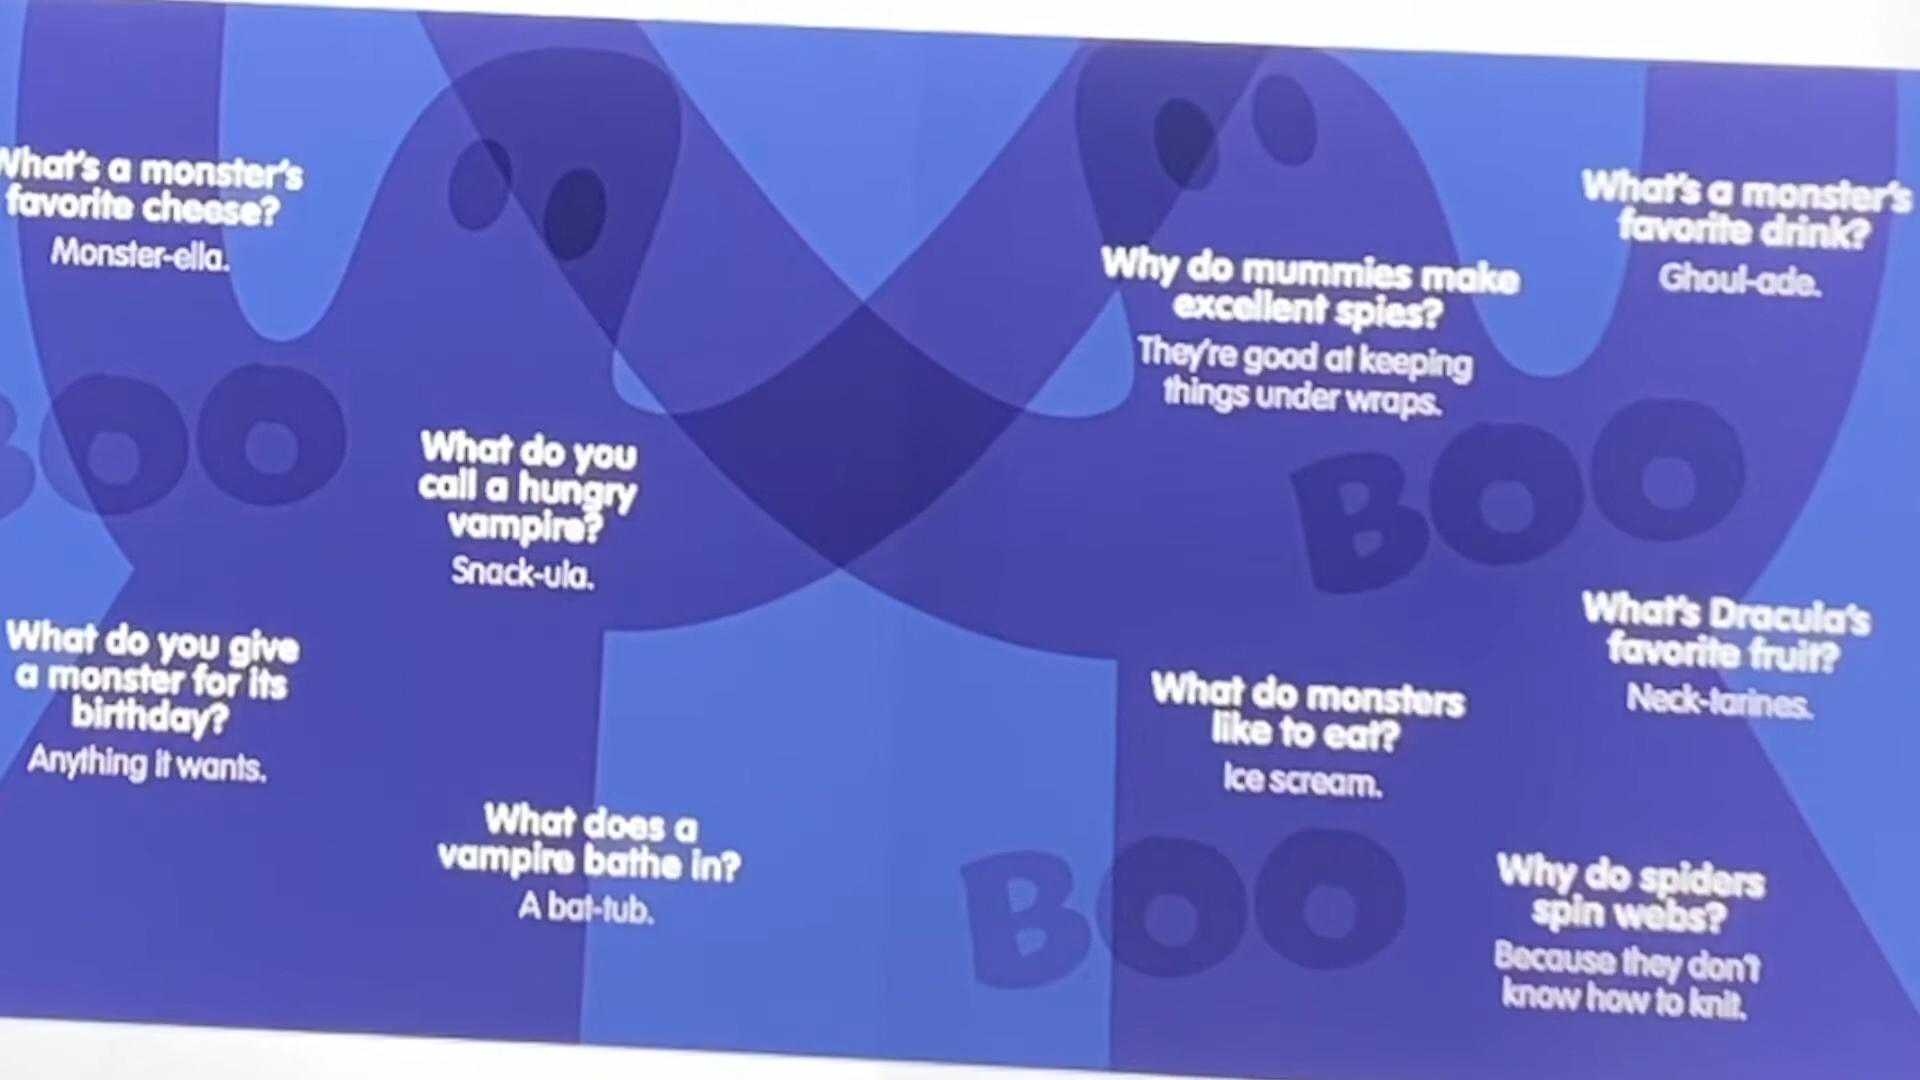 What's a monster's
favorite cheese?
Monster-ella.
BOO
What do you
call a hungry
vampire?
Snack-ula.
What do you give
a monster for its
birthday?
Anything it wants.
What does a
vampire bathe in?
A bat-tub.
Why do mummies make
excellent spies?
They're good at keeping
things under wraps.
What's a monster's
favorite drink?
Ghoul-ade.
BOO
What's Dracula's
favorite fruit?
Neck-tarines.
What do monsters
like to eat?
Ice scream.
BOO
Why do spiders
spin webs?
Because they don't
know how to knit.